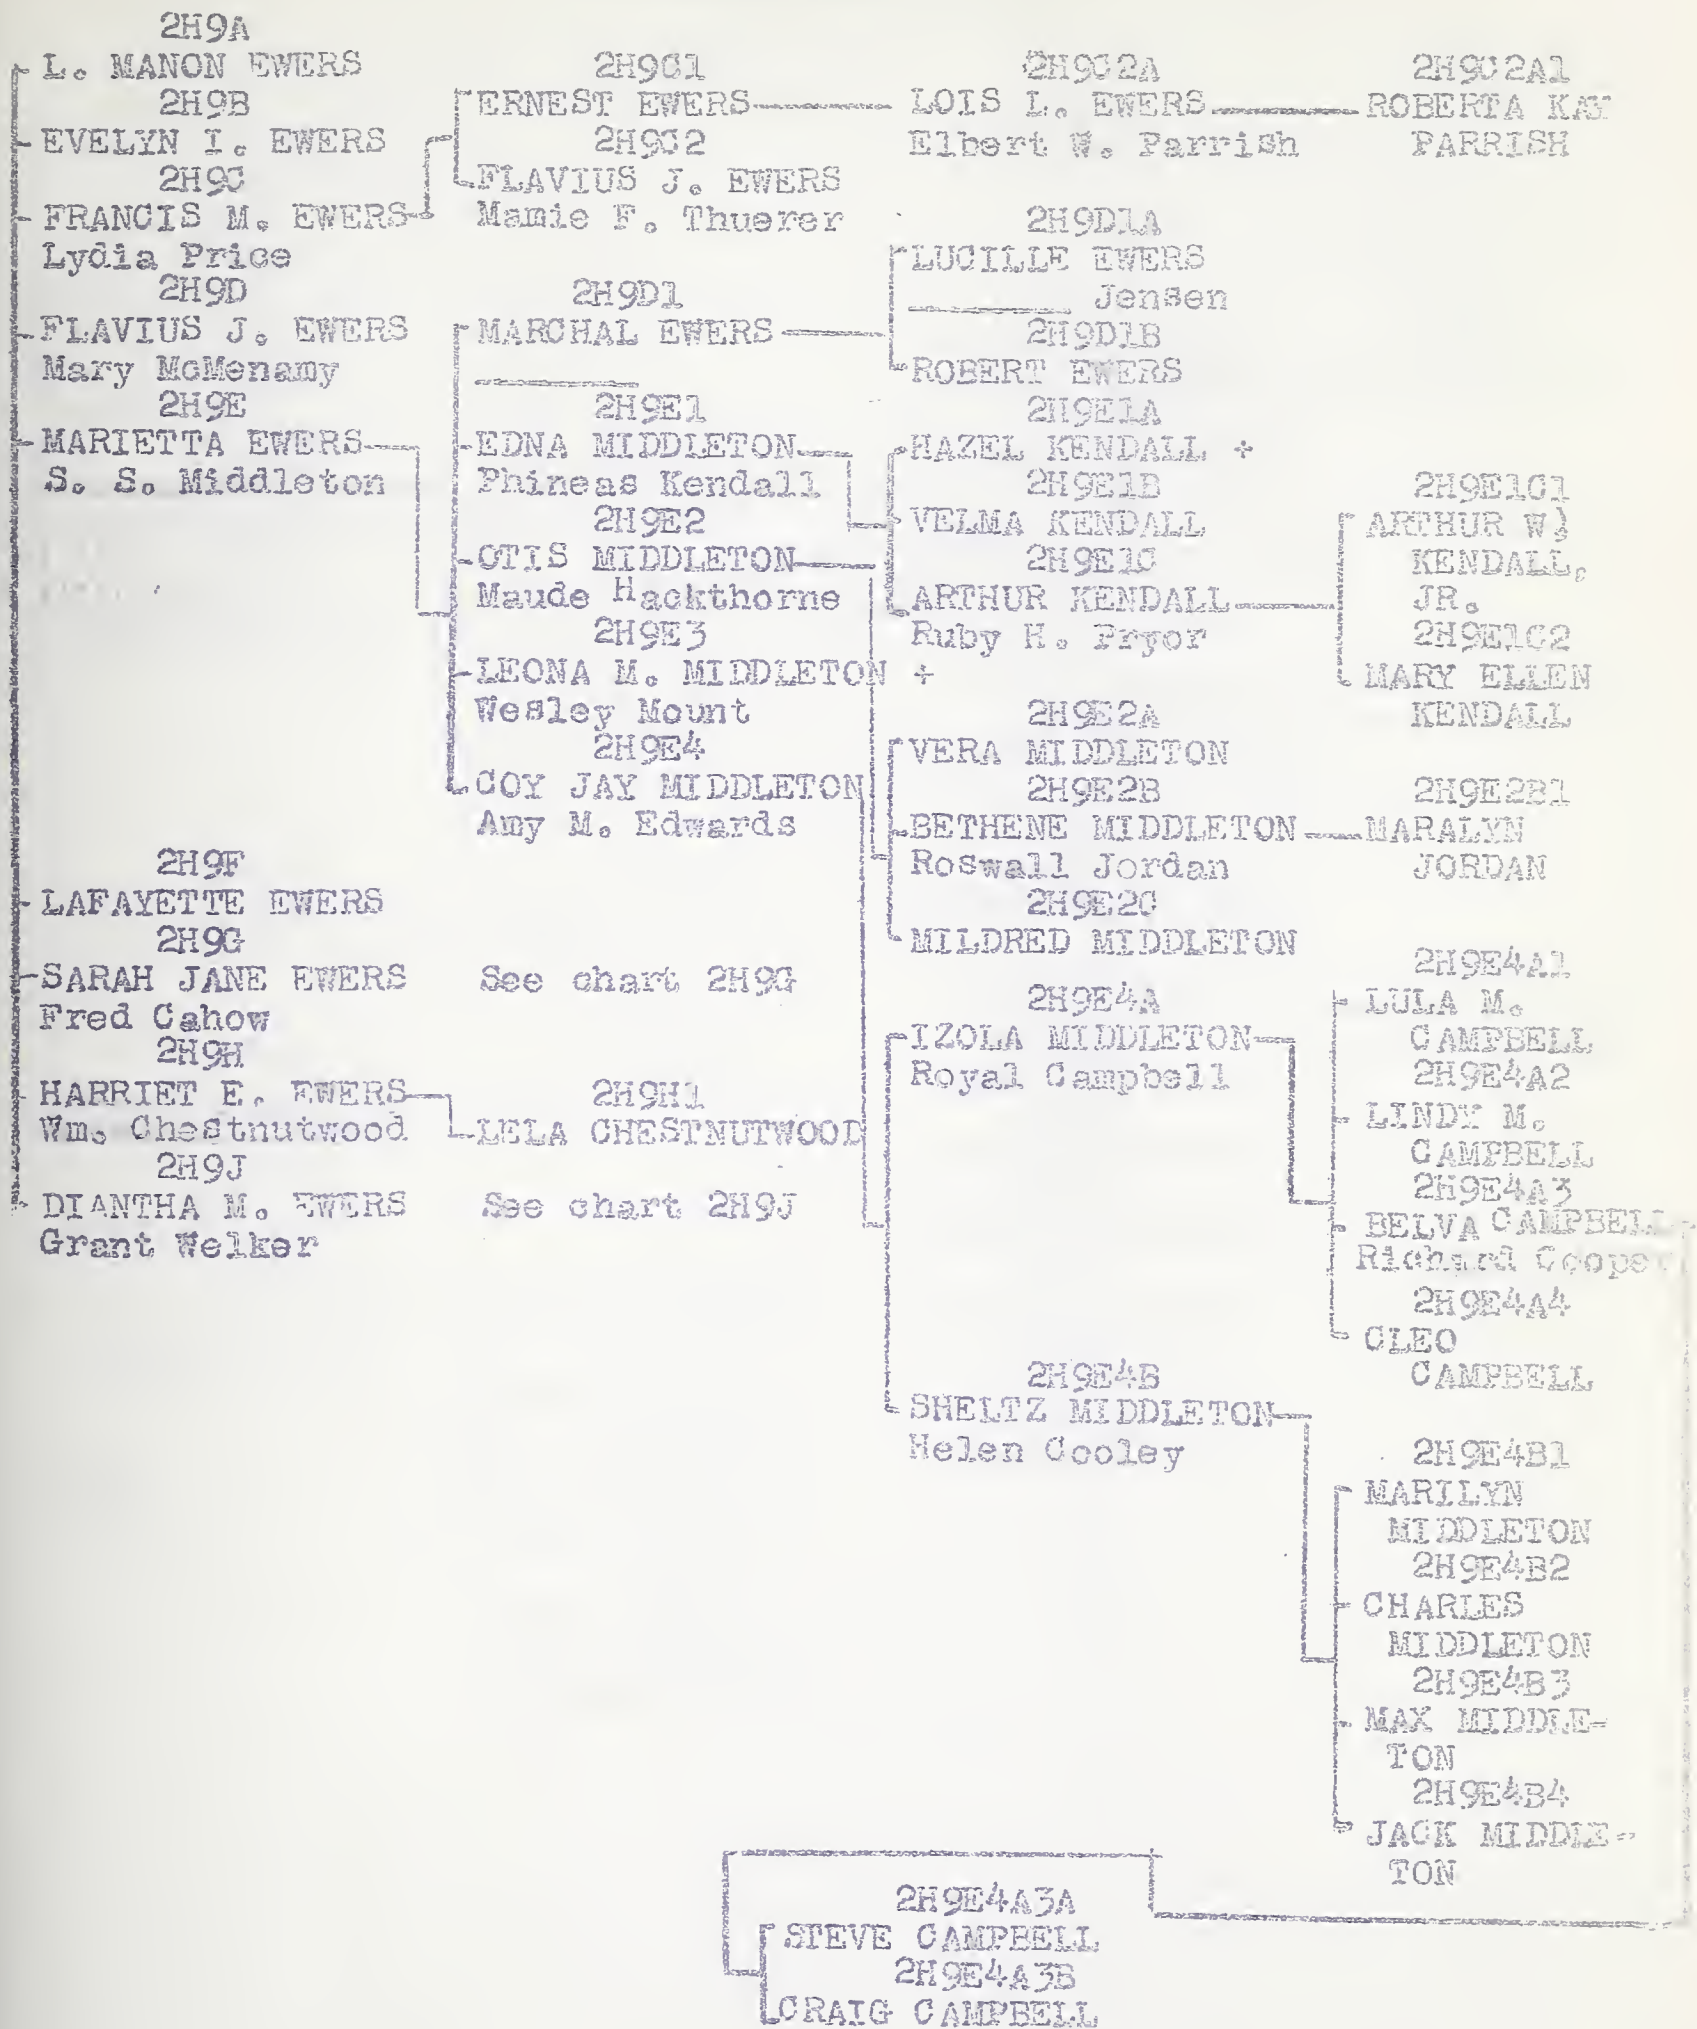 2H9A
L. MANON EWERS
2H9B
EVELYN I. EWERS
2H9C
FRANCIS M. EWERS
Lydia Price
2H9D
FLAVIUS J. EWERS
Mary McMenamy
2H9E
MARIETTA EWERS
S. S. Middleton
2H9F
LAFAYETTE EWERS
2H9G
SARAH JANE EWERS
Fred Cahow
2H9H
HARRIET E. EWERS
Wm. Chestnutwood
2H9J
DIANTHA M. EWERS
Grant Welker
2H9C1
ERNEST EWERS
2H9C2
FLAVIUS J. EWERS
Mamie F. Thuerer
2H9D1
MARCHAL EWERS
2H9E1
EDNA MIDDLETON
Phineas Kendall
2H9E2
OTIS MIDDLETON
Maude Hackthorne
2H9E3
LEONA M. MIDDLETON +
Wesley Mount
2H9E4
COY JAY MIDDLETON
Amy M. Edwards
See chart 2H9G
2H9H1
LELA CHESTNUTWOOD
See chart 2H9J
2H9C2A
LOIS L. EWERS
Elbert W. Parrish
2H9D1A
LUCILLE EWERS
Jensen
2H9D1B
ROBERT EWERS
2H9E1A
HAZEL KENDALL +
2H9E1B
VELMA KENDALL
2H9E1C
ARTHUR KENDALL
Ruby H. Pryor
2H9E2A
VERA MIDDLETON
2H9E2B
BETHENE MIDDLETON
Roswall Jordan
2H9E2C
MILDRED MIDDLETON
2H9E4A
IZOLA MIDDLETON
Royal Campbell
2H9E4B
SHELTZ MIDDLETON
Helen Cooley
2H9C2A1
ROBERTA KAY
PARRISH
2H9E1C1
ARTHUR W)
KENDALL,
JR.
2H9E1C2
MARY ELLEN
KENDALL
2H9E2B1
MARALYN
JORDAN
2H9E4A1
LULA M.
CAMPBELL
2H9E4A2
LINDY M.
CAMPBELL
2H9E4A3
BELVA CAMPBELL
Richard Cooper
2H9E4A4
CLEO
CAMPBELL
2H9E4B1
MARILYN
MIDDLETON
2H9E4B2
CHARLES
MIDDLETON
2H9E4B3
MAX MIDDLE-
TON
2H9E4B4
JACK MIDDLE-
TON
2H9E4A3A
STEVE CAMPBELL
2H9E4A3B
CRAIG CAMPBELL